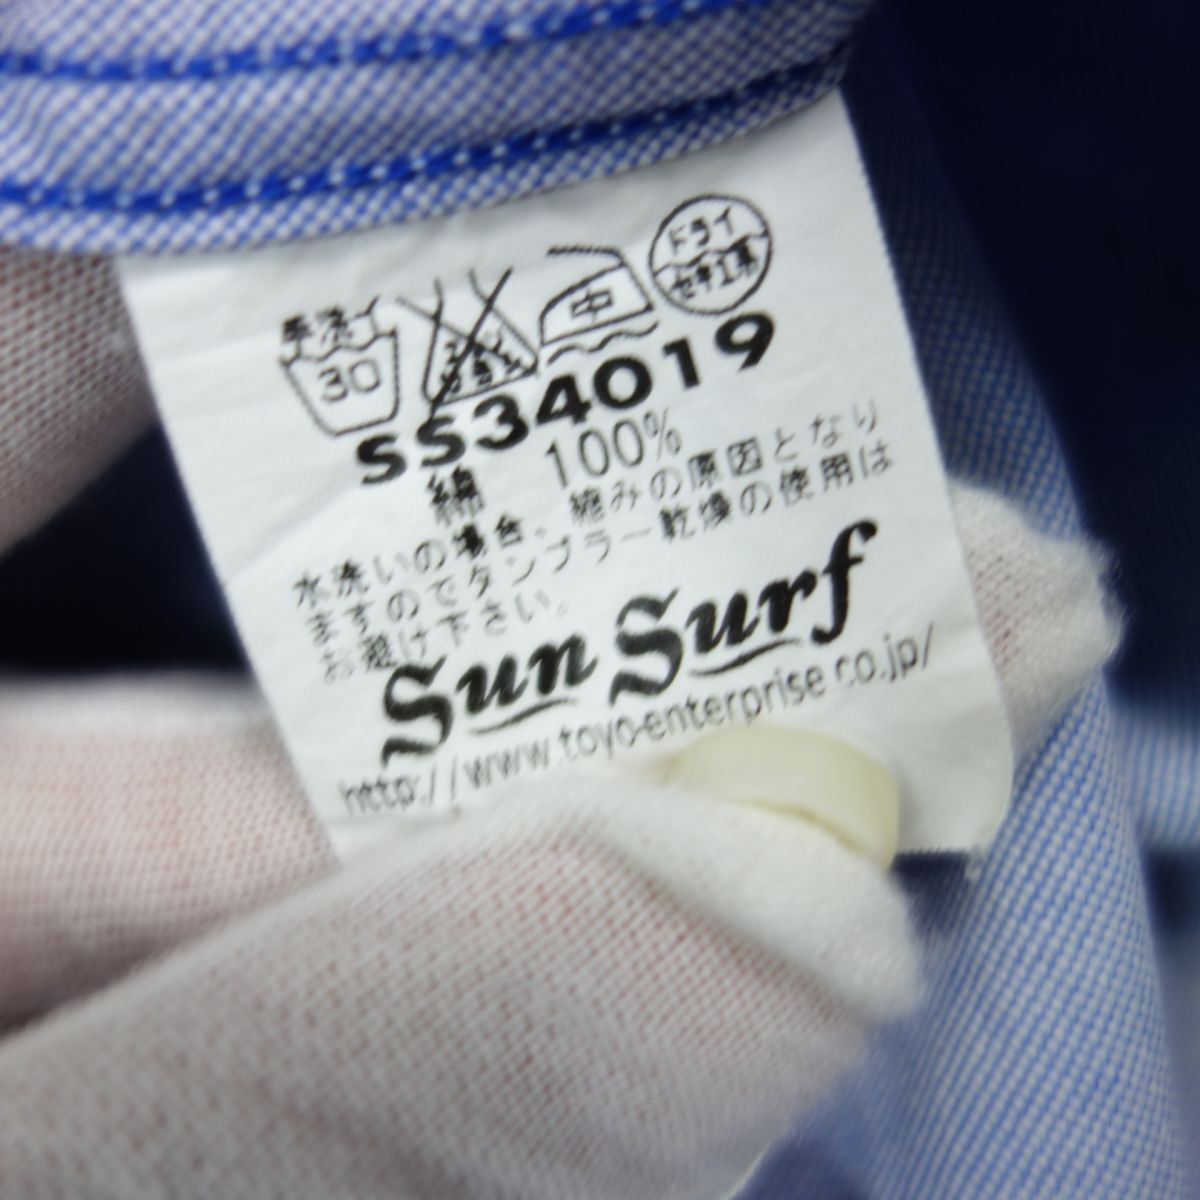 手洗イ
30
中
ドライ
セキユ系
SS34019
綿 100%
水洗いの場合、縮みの原因となり
ますのでタンブラー乾燥の使用は
お避け下さい。
Sun Surf
http://www.toyo-enterprise.co.jp/